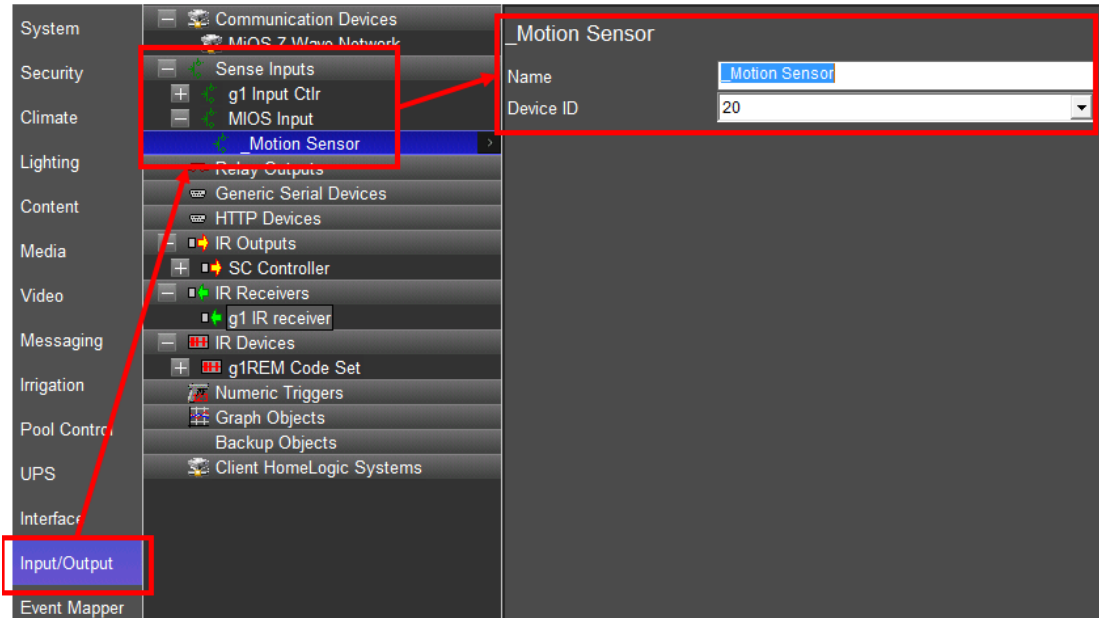 System
Security
Climate
Lighting
Content
Media
Video
Messaging
Irrigation
Pool Control
UPS
Interface
Input/Output
Event Mapper
Communication Devices
MiOS Z Wave Network
Sense Inputs
g1 Input Ctlr
MIOS Input
_Motion Sensor
Relay Outputs
Generic Serial Devices
HTTP Devices
IR Outputs
SC Controller
IR Receivers
g1 IR receiver
IR Devices
g1REM Code Set
Numeric Triggers
Graph Objects
Backup Objects
Client HomeLogic Systems
_Motion Sensor
Name _Motion Sensor
Device ID 20